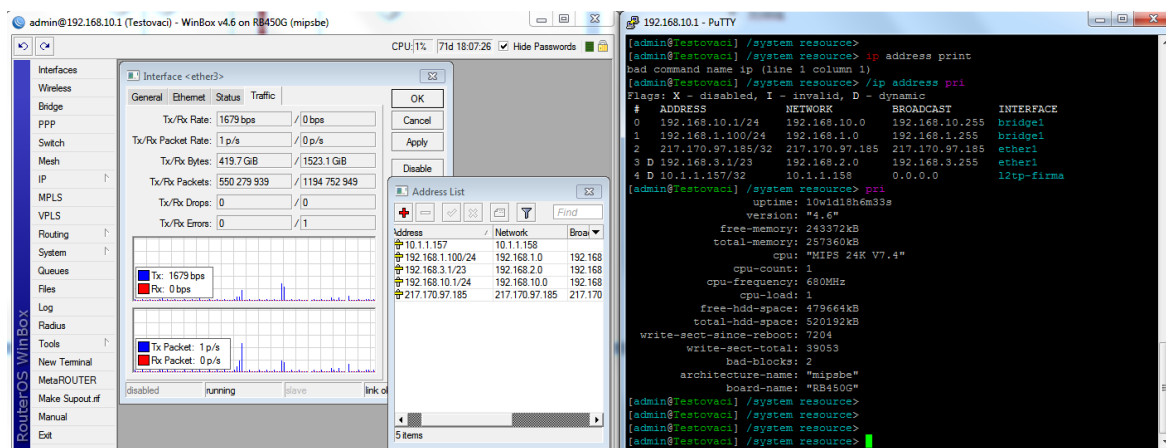 admin@192.168.10.1 (Testovaci) - WinBox v4.6 on RB450G (mipsbe)
CPU: 1% 71d 18:07:26 Hide Passwords
RouterOS WinBox
Interfaces
Wireless
Bridge
PPP
Switch
Mesh
IP
MPLS
VPLS
Routing
System
Queues
Files
Log
Radius
Tools
New Terminal
MetaROUTER
Make Supout.rif
Manual
Exit
Interface <ether3>
General Ethernet Status Traffic
Tx/Rx Rate: 1679 bps / 0 bps
Tx/Rx Packet Rate: 1 p/s / 0 p/s
Tx/Rx Bytes: 419.7 GiB / 1523.1 GiB
Tx/Rx Packets: 550 279 939 / 1194 752 949
Tx/Rx Drops: 0 / 0
Tx/Rx Errors: 0 / 1
Tx: 1679 bps
Rx: 0 bps
Tx Packet: 1 p/s
Rx Packet: 0 p/s
disabled running slave link ok
OK
Cancel
Apply
Disable
Address List
Find
Address Network Broad
10.1.1.157 10.1.1.158
192.168.1.100/24 192.168.1.0 192.168
192.168.3.1/23 192.168.2.0 192.168
192.168.10.1/24 192.168.10.0 192.168
217.170.97.185 217.170.97.185 217.170
5 items
192.168.10.1 - PuTTY
[admin@Testovaci] /system resource>
[admin@Testovaci] /system resource> ip address print
bad command name ip (line 1 column 1)
[admin@Testovaci] /system resource> /ip address pri
Flags: X - disabled, I - invalid, D - dynamic
# ADDRESS NETWORK BROADCAST INTERFACE
0 192.168.10.1/24 192.168.10.0 192.168.10.255 bridge1
1 192.168.1.100/24 192.168.1.0 192.168.1.255 bridge1
2 217.170.97.185/32 217.170.97.185 217.170.97.185 ether1
3 D 192.168.3.1/23 192.168.2.0 192.168.3.255 ether1
4 D 10.1.1.157/32 10.1.1.158 0.0.0.0 l2tp-firma
[admin@Testovaci] /system resource> pri
uptime: 10w1d18h6m33s
version: "4.6"
free-memory: 243372kB
total-memory: 257360kB
cpu: "MIPS 24K V7.4"
cpu-count: 1
cpu-frequency: 680MHz
cpu-load: 1
free-hdd-space: 479664kB
total-hdd-space: 520192kB
write-sect-since-reboot: 7204
write-sect-total: 39053
bad-blocks: 2
architecture-name: "mipsbe"
board-name: "RB450G"
[admin@Testovaci] /system resource>
[admin@Testovaci] /system resource>
[admin@Testovaci] /system resource>